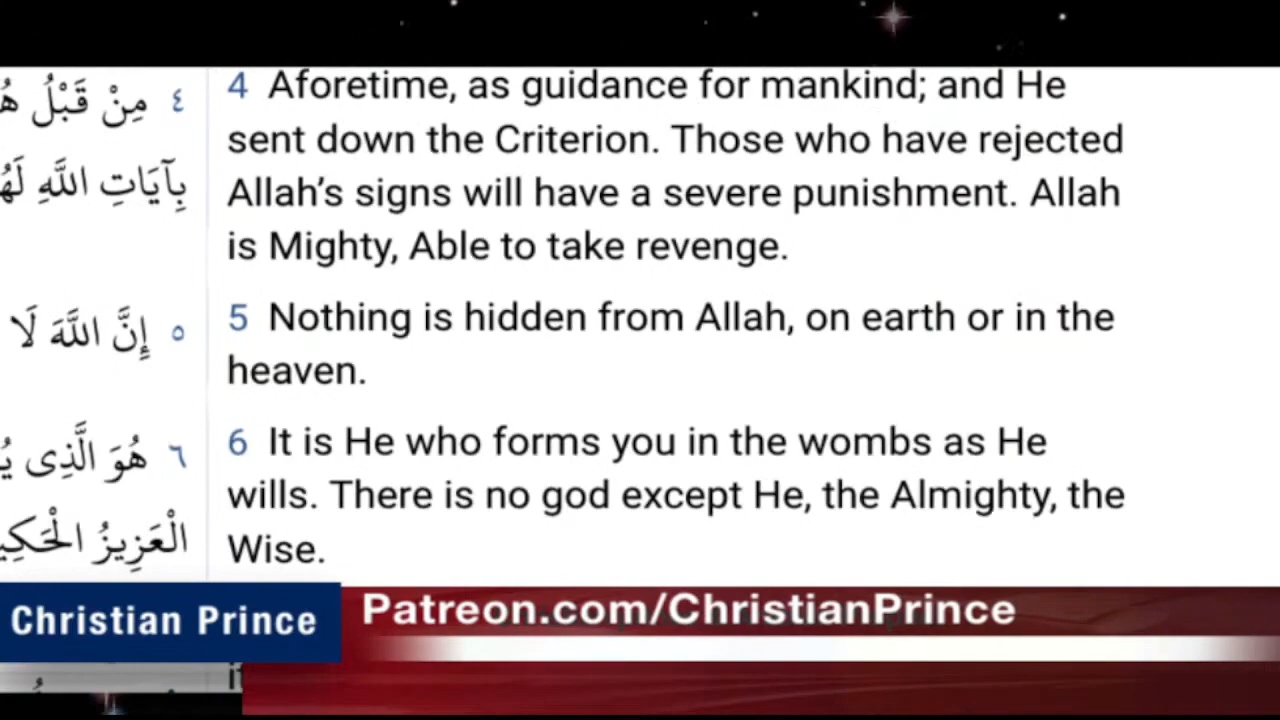 ٤ مِنْ قَبْلُ
4 Aforetime, as guidance for mankind; and He
sent down the Criterion. Those who have rejected
بِآيَاتِ اللَّهِ
Allah's signs will have a severe punishment. Allah
is Mighty, Able to take revenge.
٥ إِنَّ اللَّهَ لَا
5 Nothing is hidden from Allah, on earth or in the
heaven.
٦ هُوَ الَّذِى
6 It is He who forms you in the wombs as He
wills. There is no god except He, the Almighty, the
الْعَزِيزُ
Wise.
Christian Prince
Patreon.com/ChristianPrince